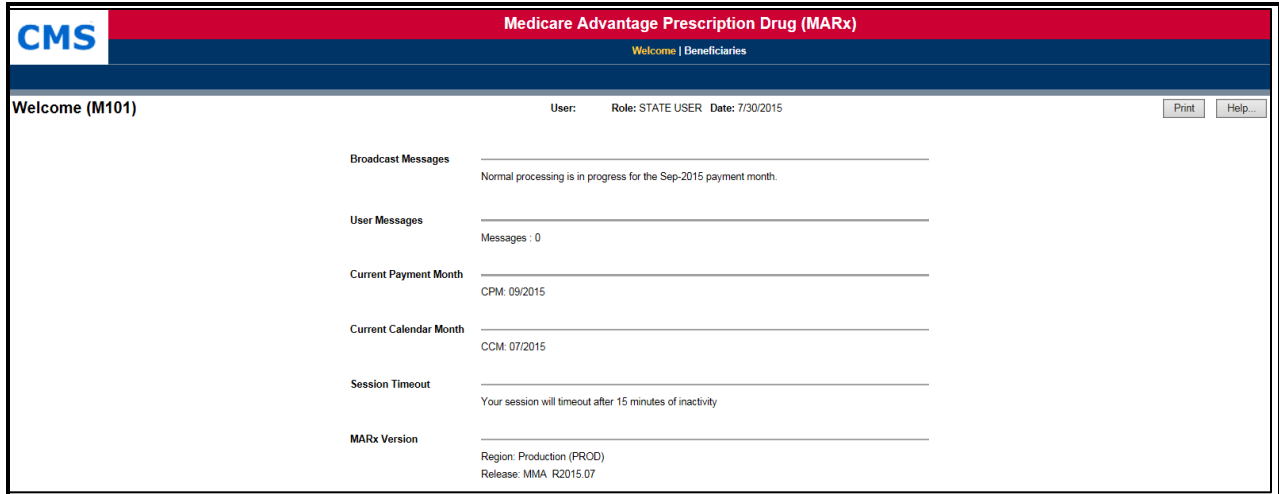 CMS
Medicare Advantage Prescription Drug (MARx)
Welcome | Beneficiaries
Welcome (M101)
User: Role: STATE USER Date: 7/30/2015
Print Help...
Broadcast Messages
Normal processing is in progress for the Sep-2015 payment month.
User Messages
Messages : 0
Current Payment Month
CPM: 09/2015
Current Calendar Month
CCM: 07/2015
Session Timeout
Your session will timeout after 15 minutes of inactivity
MARx Version
Region: Production (PROD)
Release: MMA R2015.07